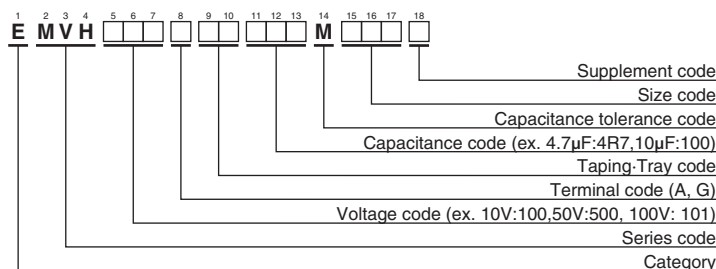 1 2 3 4 5 6 7 8 9 10 11 12 13 14 15 16 17 18
E M V H M
Supplement code
Size code
Capacitance tolerance code
Capacitance code (ex. 4.7µF:4R7,10µF:100)
Taping·Tray code
Terminal code (A, G)
Voltage code (ex. 10V:100,50V:500, 100V: 101)
Series code
Category